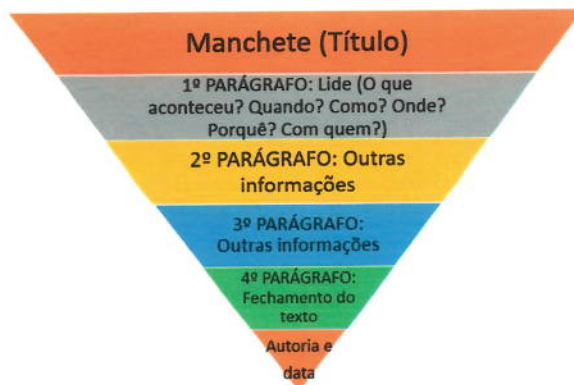 Manchete (Título)
1º PARÁGRAFO: Lide (O que
aconteceu? Quando? Como? Onde?
Porquê? Com quem?)
2º PARÁGRAFO: Outras
informações
3º PARÁGRAFO:
Outras informações
4º PARÁGRAFO:
Fechamento do
texto
Autoria e
data